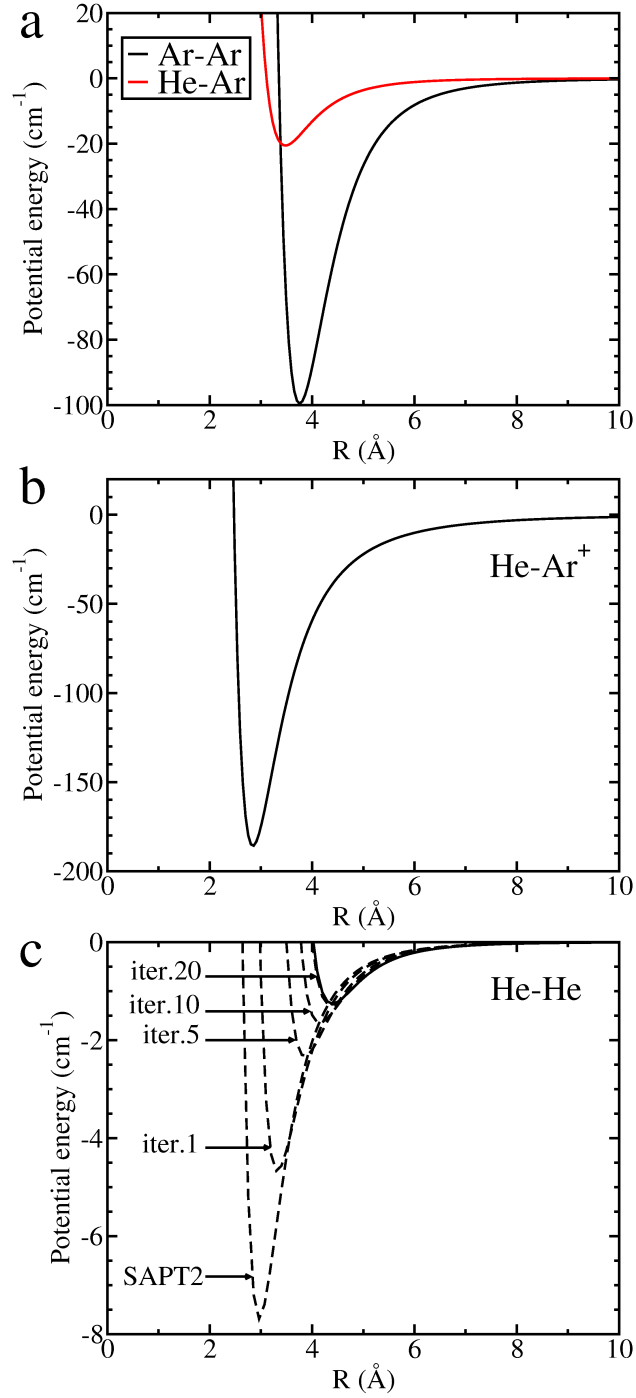 a
20
0
-20
-40
-60
-80
-100
Potential energy (cm-1)
Ar-Ar
He-Ar
0 2 4 6 8 10
R (Å)
b
0
-50
-100
-150
-200
Potential energy (cm-1)
He-Ar+
0 2 4 6 8 10
R (Å)
c
0
-2
-4
-6
-8
Potential energy (cm-1)
iter.20
iter.10
iter.5
iter.1
SAPT2
He-He
0 2 4 6 8 10
R (Å)